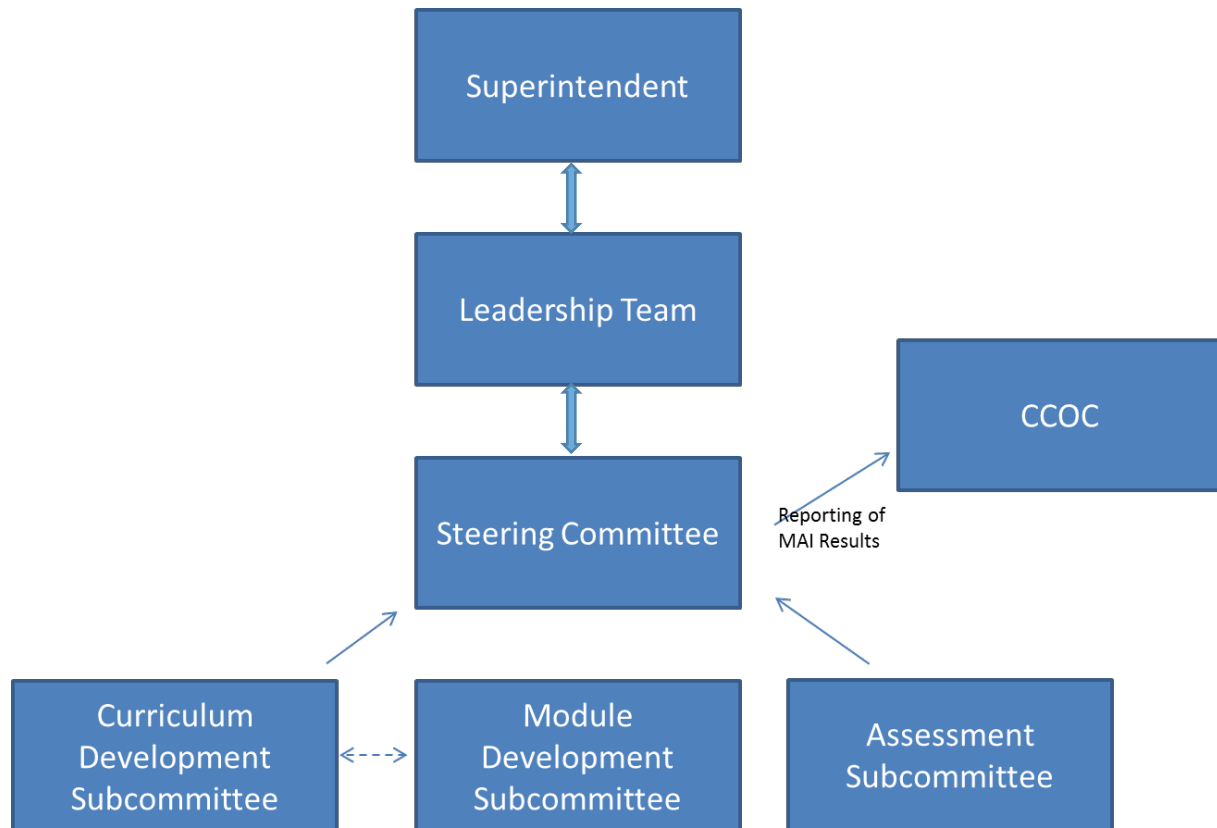 Superintendent
Leadership Team
CCOC
Steering Committee
Reporting of
MAI Results
Curriculum
Development
Subcommittee
Module
Development
Subcommittee
Assessment
Subcommittee